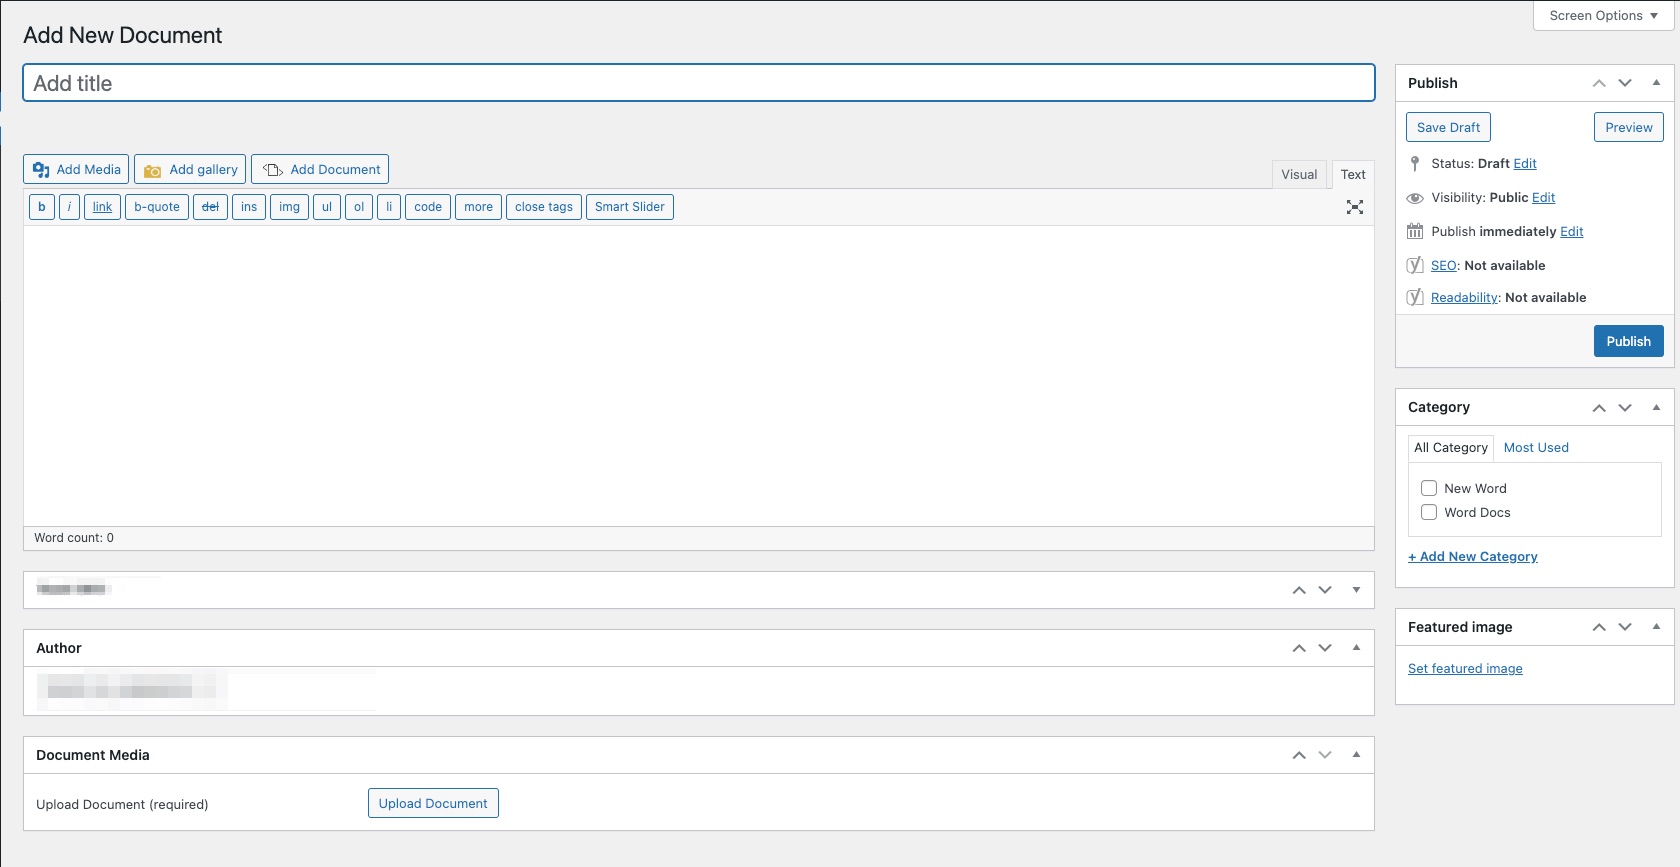 Screen Options
Add New Document
Add title
Add Media
Add gallery
Add Document
Visual
Text
b
i
link
b-quote
del
ins
img
ul
ol
li
code
more
close tags
Smart Slider
Word count: 0
Author
Document Media
Upload Document (required)
Upload Document
Publish
Save Draft
Preview
Status: Draft Edit
Visibility: Public Edit
Publish immediately Edit
SEO: Not available
Readability: Not available
Publish
Category
All Category
Most Used
New Word
Word Docs
+ Add New Category
Featured image
Set featured image